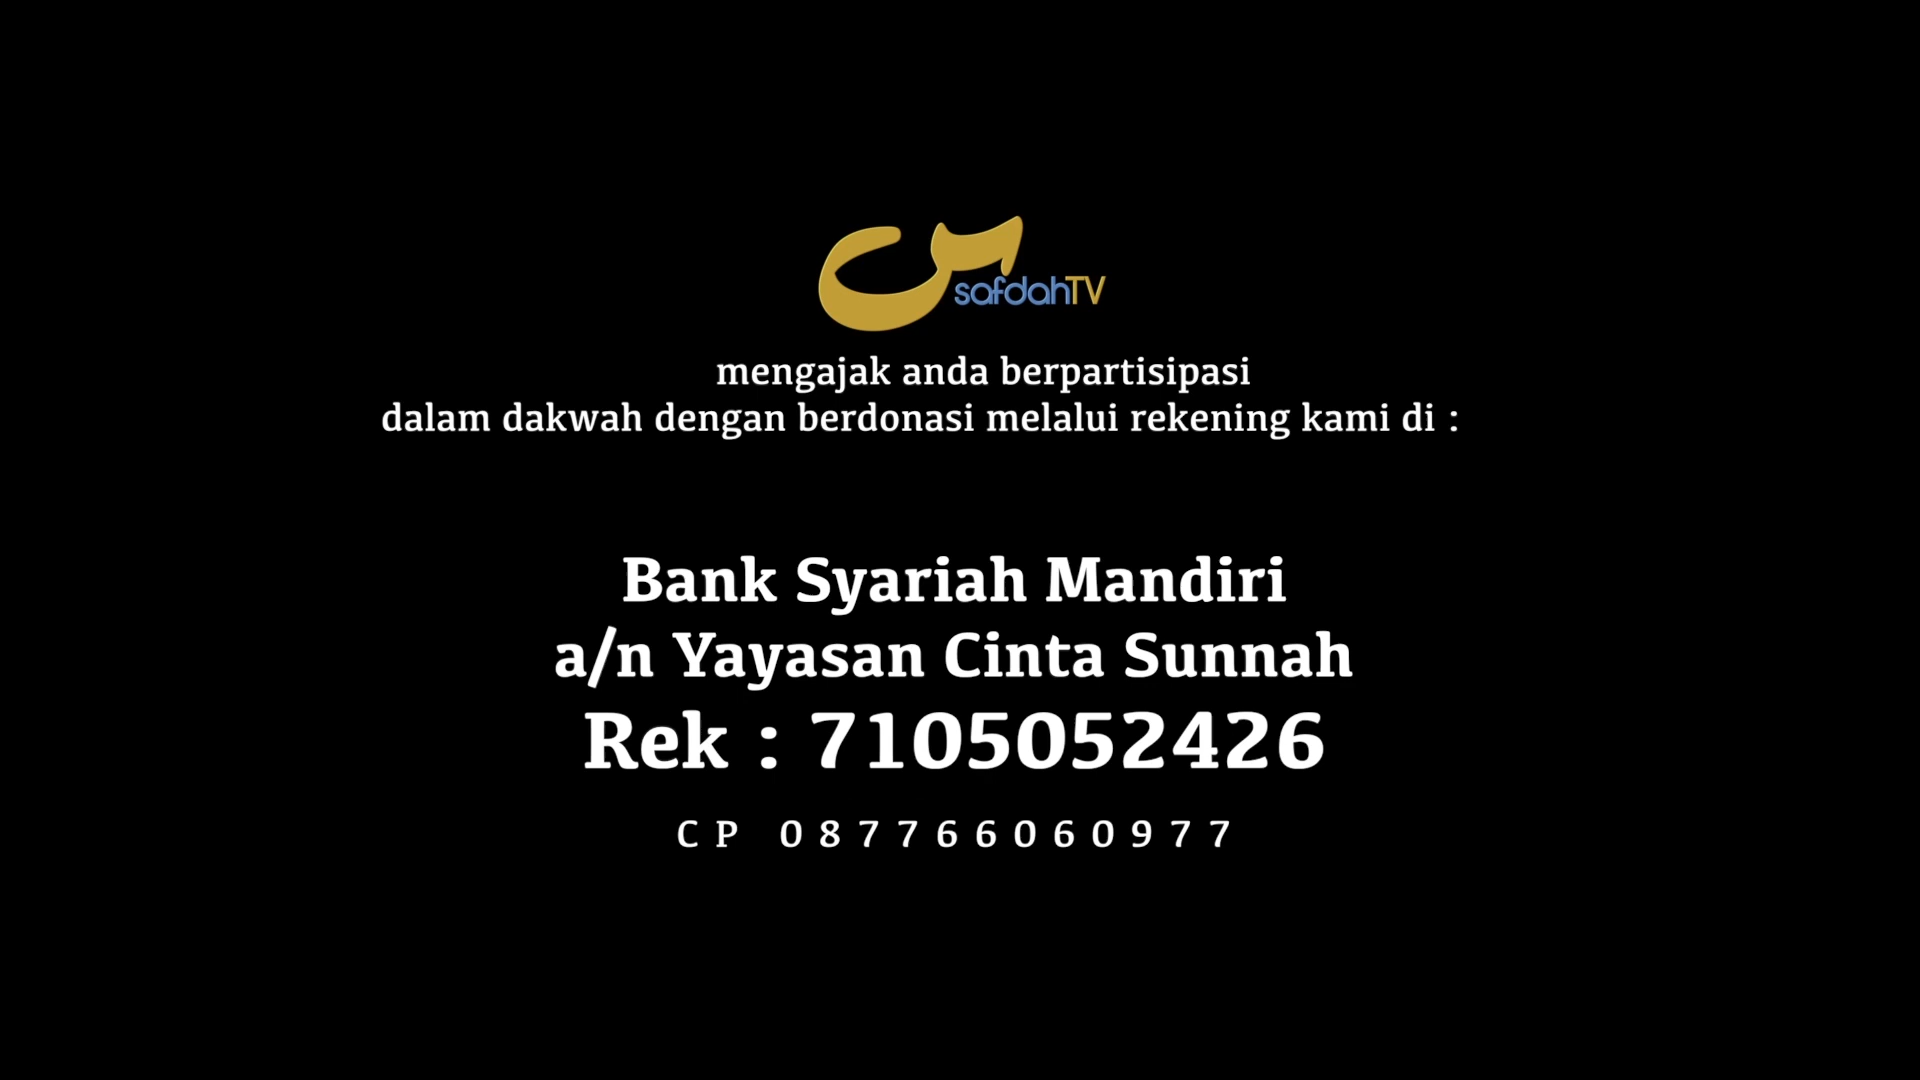 س
safdahTV
mengajak anda berpartisipasi
dalam dakwah dengan berdonasi melalui rekening kami di :
Bank Syariah Mandiri
a/n Yayasan Cinta Sunnah
Rek : 7105052426
CP 087766060977